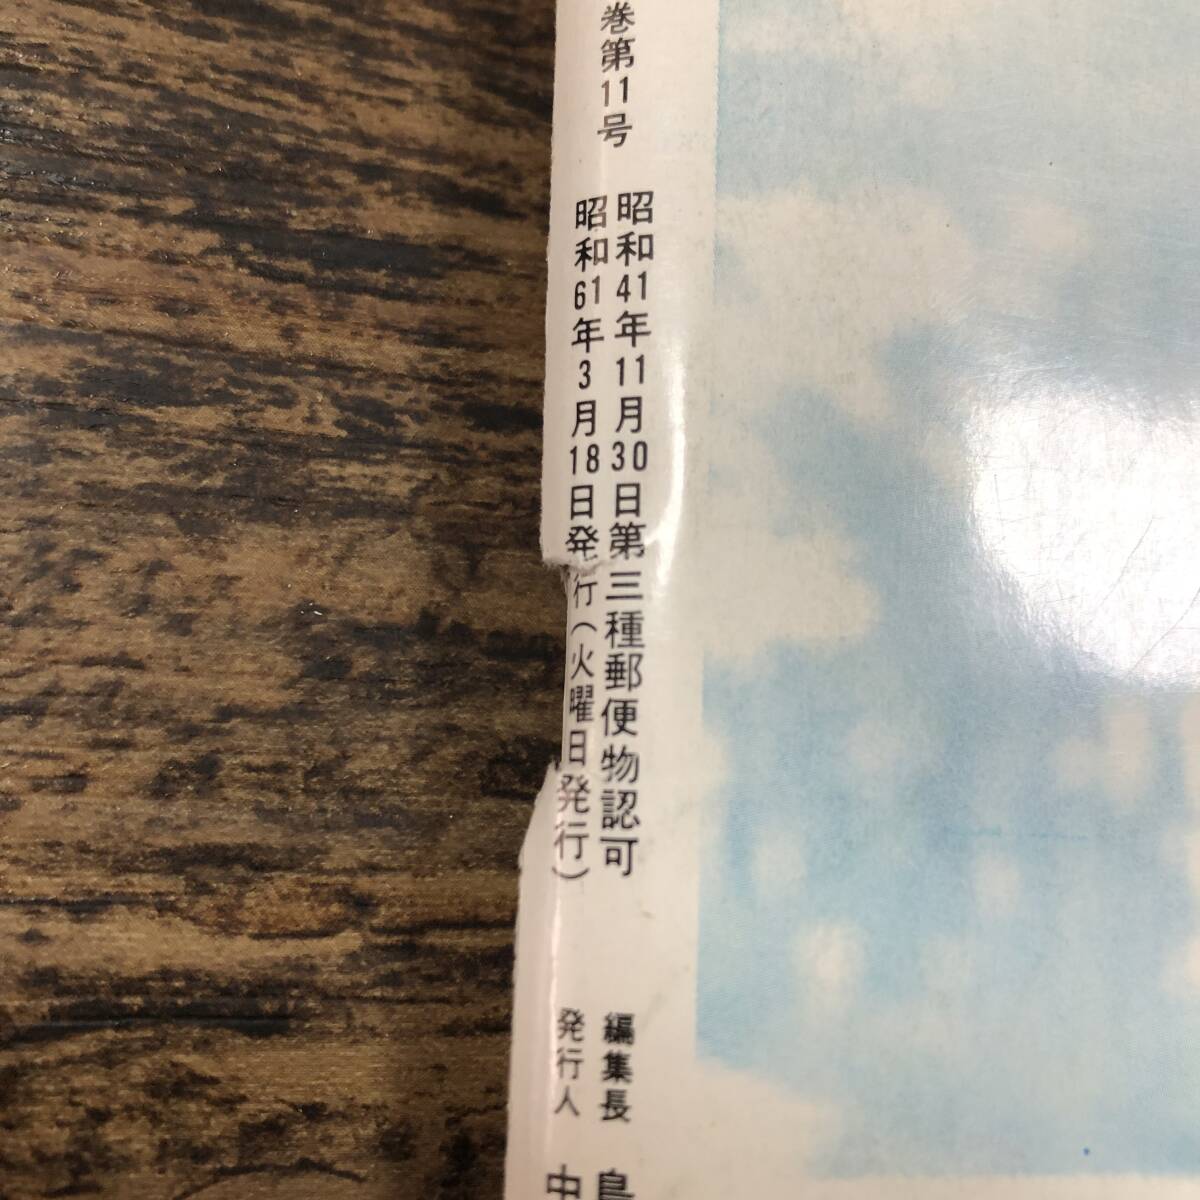 巻第11号
昭和41年11月30日第三種郵便物認可
昭和61年3月18日発行（火曜日発行）
編集長
発行人